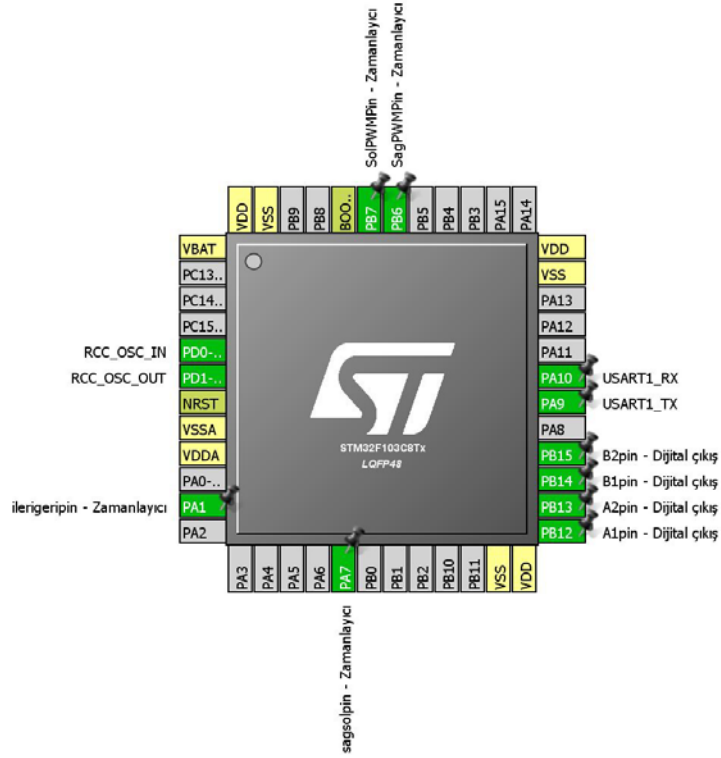 SolPWMPin - Zamanlayıcı
SagPWMPin - Zamanlayıcı
VDD
VSS
PB9
PB8
BOO..
PB7
PB6
PB5
PB4
PB3
PA15
PA14
VBAT
PC13..
PC14..
PC15..
RCC_OSC_IN PD0-..
RCC_OSC_OUT PD1-..
NRST
VSSA
VDDA
PA0-..
ilerigeripin - Zamanlayıcı PA1
PA2
STM32F103C8Tx
LQFP48
VDD
VSS
PA13
PA12
PA11
PA10 USART1_RX
PA9 USART1_TX
PA8
PB15 B2pin - Dijital çıkış
PB14 B1pin - Dijital çıkış
PB13 A2pin - Dijital çıkış
PB12 A1pin - Dijital çıkış
PA3
PA4
PA5
PA6
PA7
PB0
PB1
PB2
PB10
PB11
VSS
VDD
sagsolpin - Zamanlayıcı